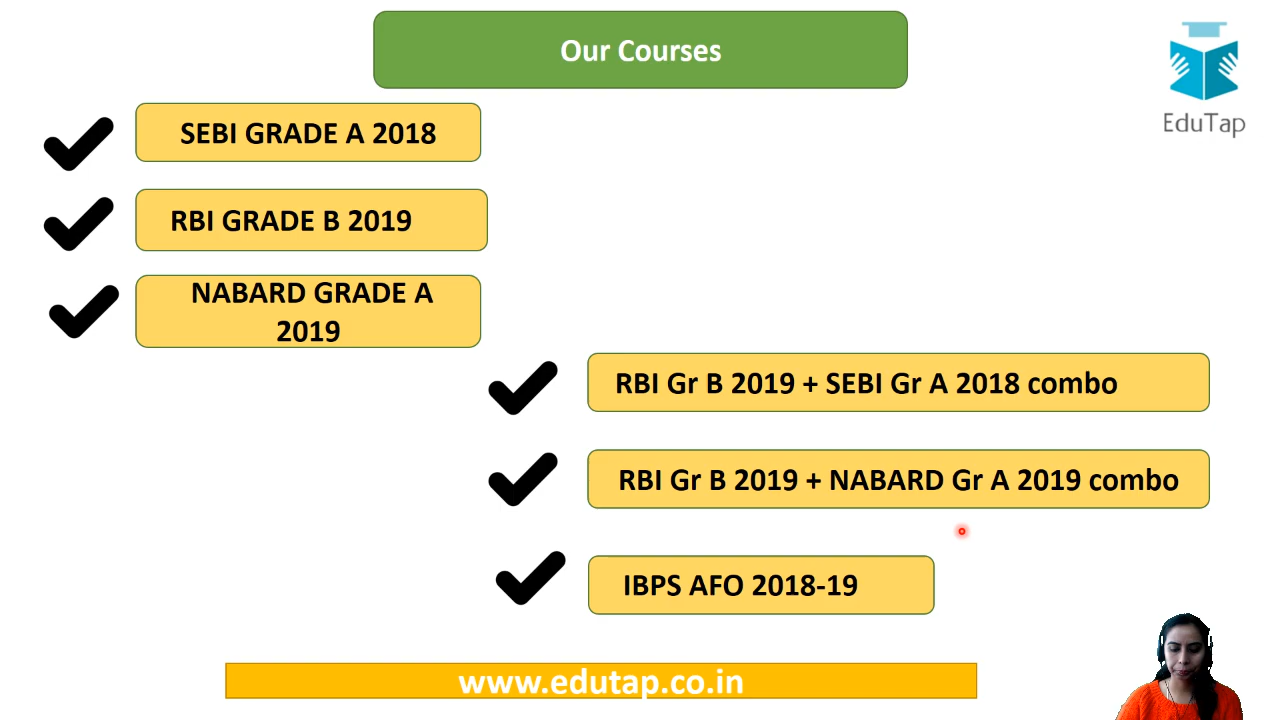 Our Courses
EduTap
SEBI GRADE A 2018
RBI GRADE B 2019
NABARD GRADE A
2019
RBI Gr B 2019 + SEBI Gr A 2018 combo
RBI Gr B 2019 + NABARD Gr A 2019 combo
IBPS AFO 2018-19
www.edutap.co.in